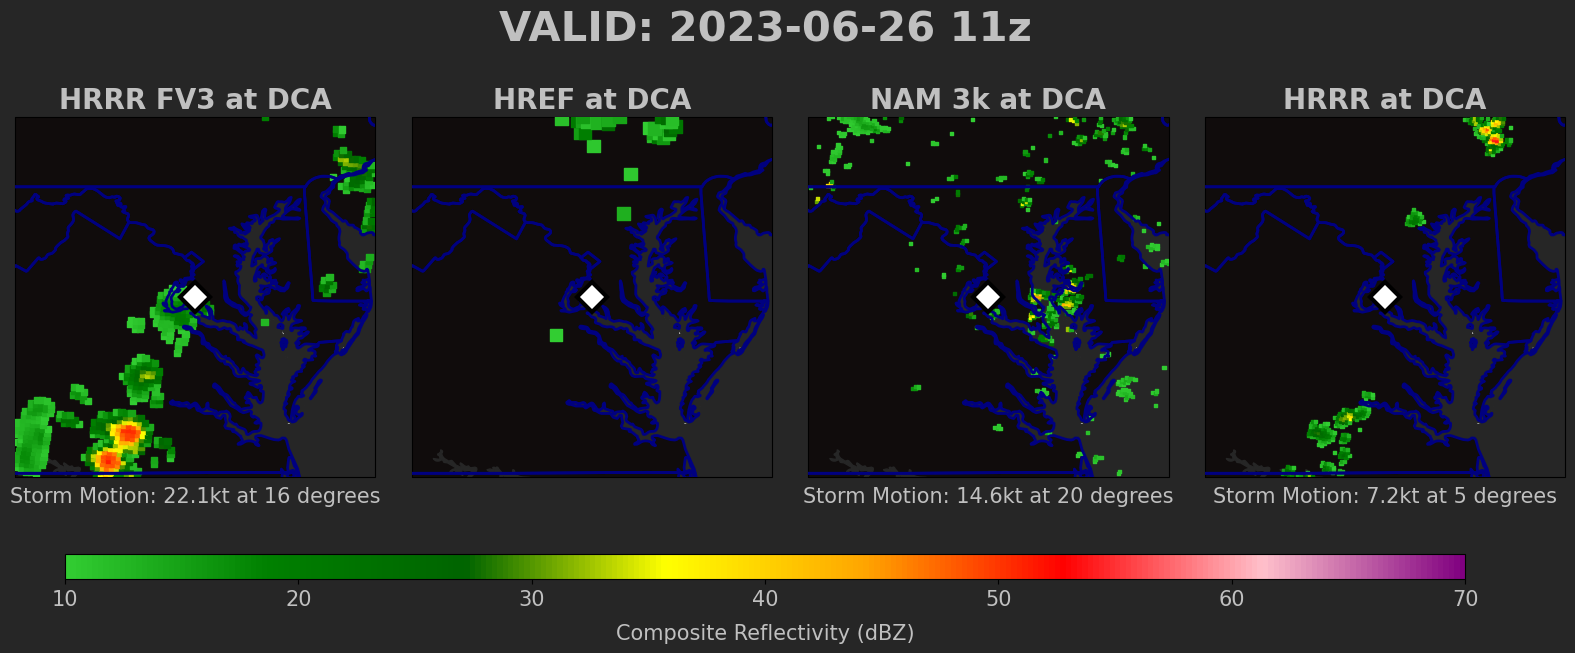 VALID: 2023-06-26 11z
HRRR FV3 at DCA
HREF at DCA
NAM 3k at DCA
HRRR at DCA
Storm Motion: 22.1kt at 16 degrees
Storm Motion: 14.6kt at 20 degrees
Storm Motion: 7.2kt at 5 degrees
10 20 30 40 50 60 70
Composite Reflectivity (dBZ)